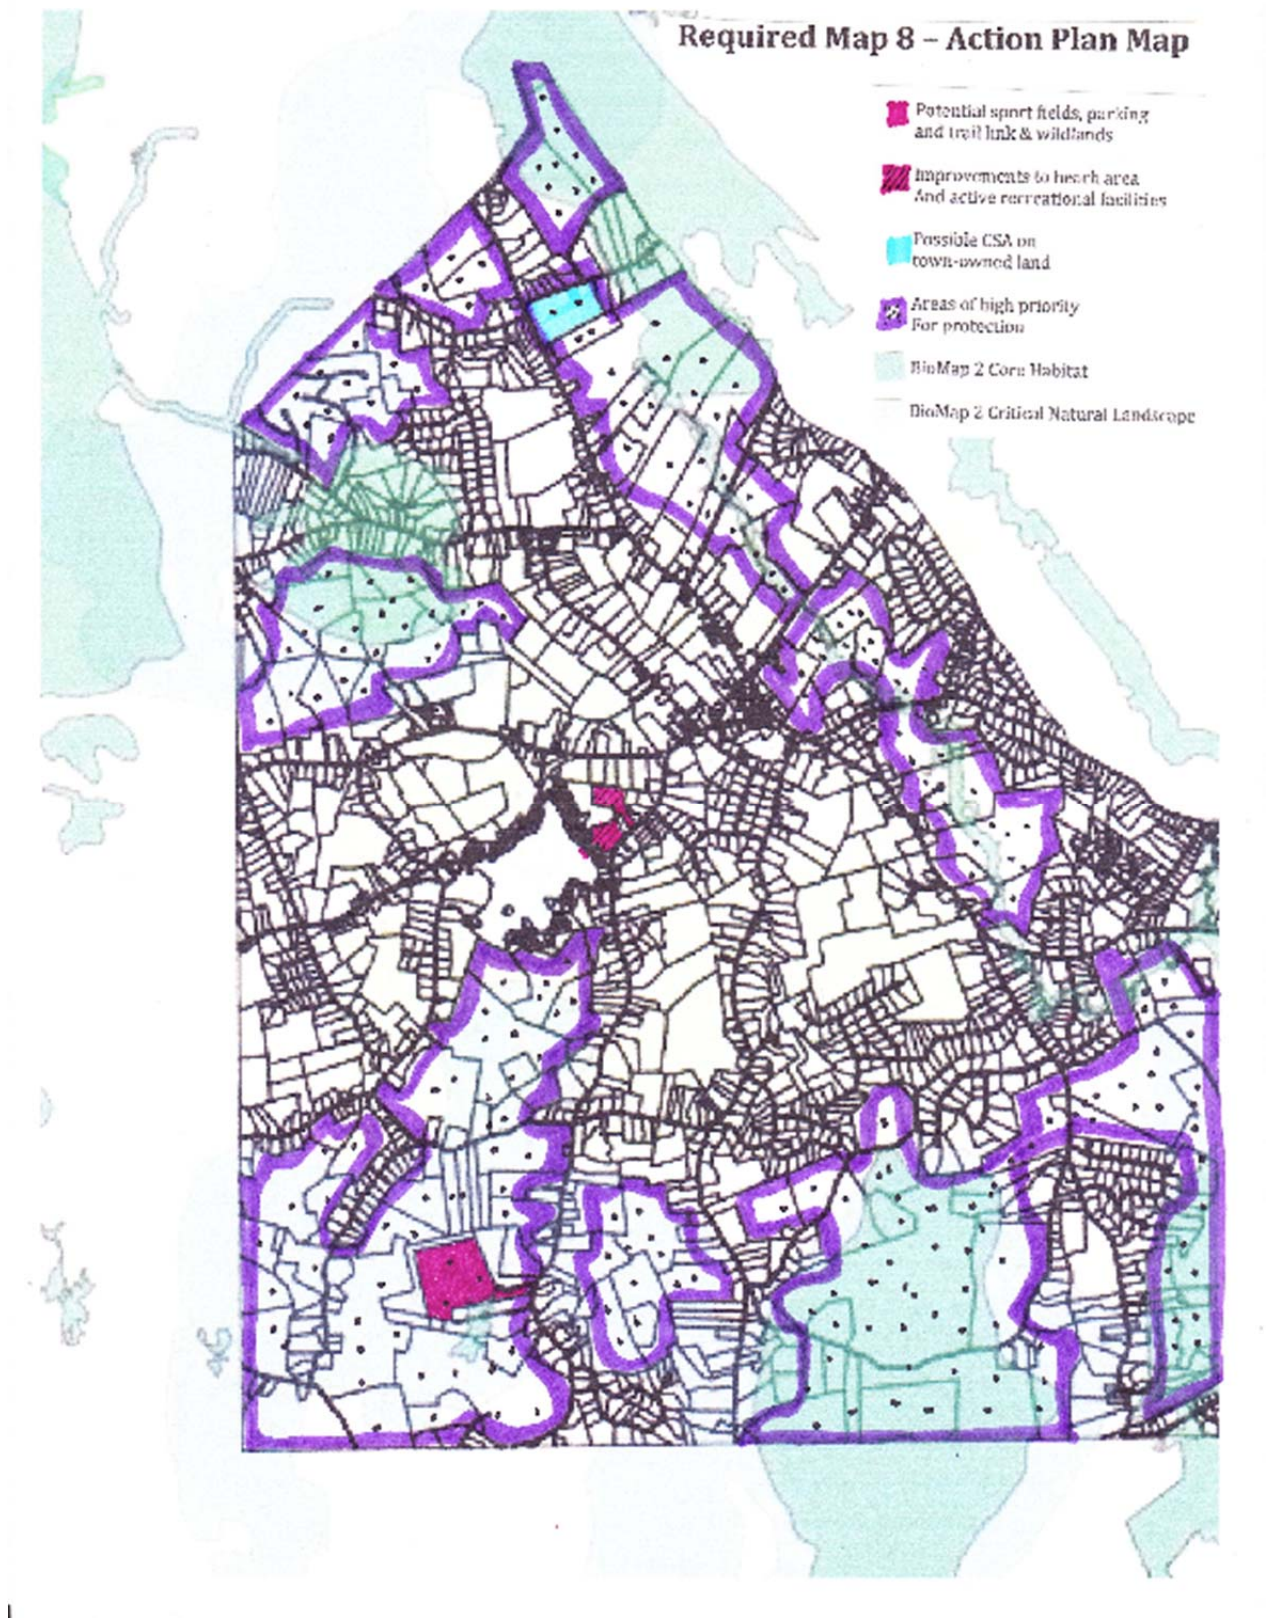 Required Map 8 – Action Plan Map
Potential sport fields, parking
and trail link & wildlands
Improvements to beach area
And active recreational facilities
Possible CSA on
town-owned land
Areas of high priority
For protection
BioMap 2 Core Habitat
BioMap 2 Critical Natural Landscape